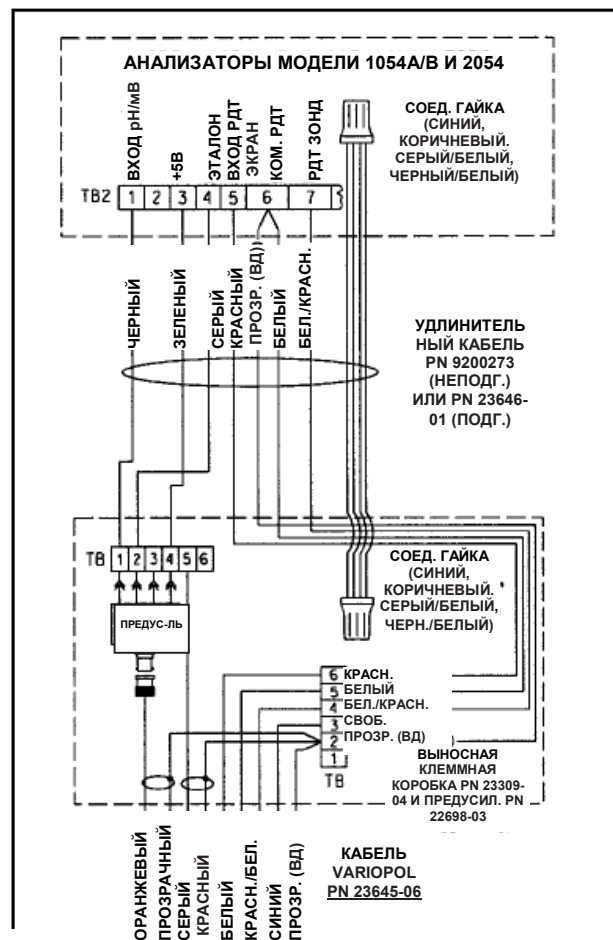 АНАЛИЗАТОРЫ МОДЕЛИ 1054А/В И 2054
ВХОД рН/мВ
+5В
ЭТАЛОН
ВХОД РДТ
ЭКРАН
КОМ. РДТ
РДТ ЗОНД
TB2 1 2 3 4 5 6 7
СОЕД. ГАЙКА
(СИНИЙ,
КОРИЧНЕВЫЙ.
СЕРЫЙ/БЕЛЫЙ,
ЧЕРНЫЙ/БЕЛЫЙ)
ЧЕРНЫЙ
ЗЕЛЕНЫЙ
СЕРЫЙ
КРАСНЫЙ
ПРОЗР. (ВД))
БЕЛЫЙ
БЕЛ./КРАСН.
УДЛИНИТЕЛЬ
НЫЙ КАБЕЛЬ
PN 9200273
(НЕПОДГ.)
ИЛИ PN 23646-
01 (ПОДГ.)
TB 1 2 3 4 5 6
ПРЕДУС-ЛЬ
СОЕД. ГАЙКА
(СИНИЙ,
КОРИЧНЕВЫЙ.
СЕРЫЙ/БЕЛЫЙ,
ЧЕРН./БЕЛЫЙ)
6 КРАСН.
5 БЕЛЫЙ
4 БЕЛ./КРАСН.
3 СВОБ.
2 ПРОЗР. (ВД)
1
TB
ВЫНОСНАЯ
КЛЕММНАЯ
КОРОБКА PN 23309-
04 И ПРЕДУСИЛ. PN
22698-03
ОРАНЖЕВЫЙ
ПРОЗРАЧНЫЙ
СЕРЫЙ
КРАСНЫЙ
БЕЛЫЙ
КРАСН./БЕЛ.
СИНИЙ
ПРОЗР. (ВД)
КАБЕЛЬ
VARIOPOL
PN 23645-06